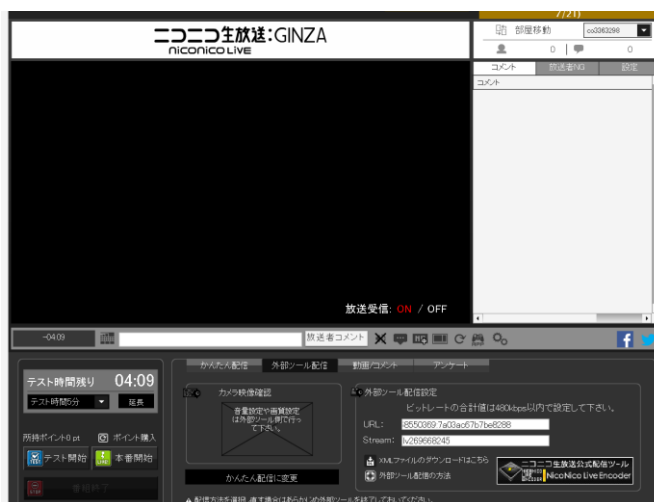 7/21)
ニコニコ生放送:GINZA
niconico LIVE
部屋移動 co3363298
0 0
コメント 放送者NG 設定
コメント
放送受信: ON / OFF
-04:09 放送者コメント
かんたん配信 外部ツール配信 動画/コメント アンケート
テスト時間残り 04:09
テスト時間5分 延長
所持ポイント0 pt ポイント購入
テスト開始 本番開始
番組終了
カメラ映像確認
音量設定や画質設定
は外部ツール側で行っ
て下さい。
かんたん配信に変更
外部ツール配信設定
ビットレートの合計値は480kbps以内で設定して下さい。
URL: i8550369.7a03ac67b7be8288
Stream: lv269668245
XMLファイルのダウンロードはこちら
外部ツール配信の方法
ニコニコ生放送公式配信ツール
NicoNico Live Encoder